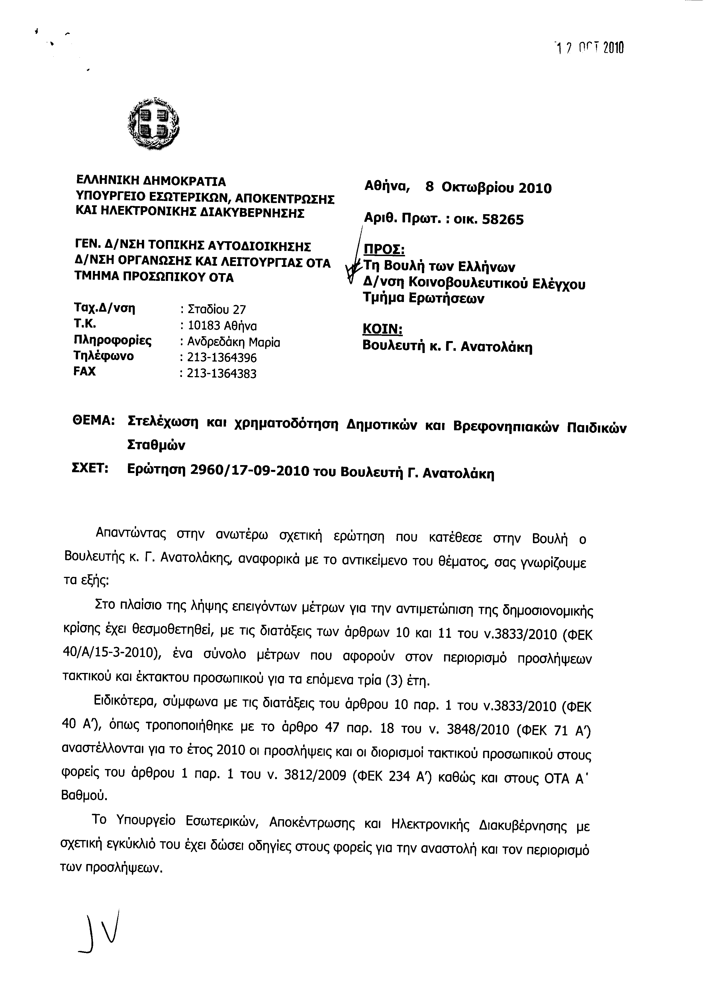 12 OCT 2010
ΕΛΛΗΝΙΚΗ ΔΗΜΟΚΡΑΤΙΑ
ΥΠΟΥΡΓΕΙΟ ΕΣΩΤΕΡΙΚΩΝ, ΑΠΟΚΕΝΤΡΩΣΗΣ
ΚΑΙ ΗΛΕΚΤΡΟΝΙΚΗΣ ΔΙΑΚΥΒΕΡΝΗΣΗΣ
ΓΕΝ. Δ/ΝΣΗ ΤΟΠΙΚΗΣ ΑΥΤΟΔΙΟΙΚΗΣΗΣ
Δ/ΝΣΗ ΟΡΓΑΝΩΣΗΣ ΚΑΙ ΛΕΙΤΟΥΡΓΙΑΣ ΟΤΑ
ΤΜΗΜΑ ΠΡΟΣΩΠΙΚΟΥ ΟΤΑ
Ταχ.Δ/νση : Σταδίου 27
Τ.Κ. : 10183 Αθήνα
Πληροφορίες : Ανδρεδάκη Μαρία
Τηλέφωνο : 213-1364396
FAX : 213-1364383
Αθήνα, 8 Οκτωβρίου 2010
Αριθ. Πρωτ. : οικ. 58265
ΠΡΟΣ:
Τη Βουλή των Ελλήνων
Δ/νση Κοινοβουλευτικού Ελέγχου
Τμήμα Ερωτήσεων
ΚΟΙΝ:
Βουλευτή κ. Γ. Ανατολάκη
ΘΕΜΑ: Στελέχωση και χρηματοδότηση Δημοτικών και Βρεφονηπιακών Παιδικών
Σταθμών
ΣΧΕΤ: Ερώτηση 2960/17-09-2010 του Βουλευτή Γ. Ανατολάκη
Απαντώντας στην ανωτέρω σχετική ερώτηση που κατέθεσε στην Βουλή ο
Βουλευτής κ. Γ. Ανατολάκης, αναφορικά με το αντικείμενο του θέματος, σας γνωρίζουμε
τα εξής:
Στο πλαίσιο της λήψης επειγόντων μέτρων για την αντιμετώπιση της δημοσιονομικής
κρίσης έχει θεσμοθετηθεί, με τις διατάξεις των άρθρων 10 και 11 του ν.3833/2010 (ΦΕΚ
40/Α/15-3-2010), ένα σύνολο μέτρων που αφορούν στον περιορισμό προσλήψεων
τακτικού και έκτακτου προσωπικού για τα επόμενα τρία (3) έτη.
Ειδικότερα, σύμφωνα με τις διατάξεις του άρθρου 10 παρ. 1 του ν.3833/2010 (ΦΕΚ
40 Α'), όπως τροποποιήθηκε με το άρθρο 47 παρ. 18 του ν. 3848/2010 (ΦΕΚ 71 Α')
αναστέλλονται για το έτος 2010 οι προσλήψεις και οι διορισμοί τακτικού προσωπικού στους
φορείς του άρθρου 1 παρ. 1 του ν. 3812/2009 (ΦΕΚ 234 Α') καθώς και στους ΟΤΑ Α'
Βαθμού.
Το Υπουργείο Εσωτερικών, Αποκέντρωσης και Ηλεκτρονικής Διακυβέρνησης με
σχετική εγκύκλιό του έχει δώσει οδηγίες στους φορείς για την αναστολή και τον περιορισμό
των προσλήψεων.